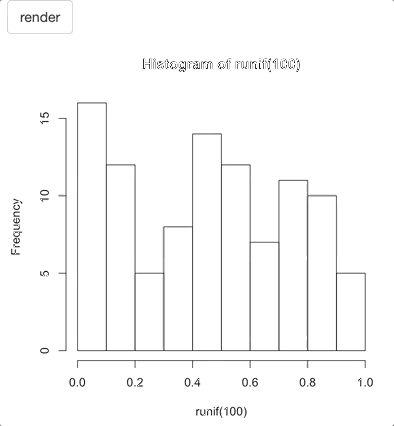 render
Histogram of runif(100)
15
10
5
0
Frequency
0.0 0.2 0.4 0.6 0.8 1.0
runif(100)